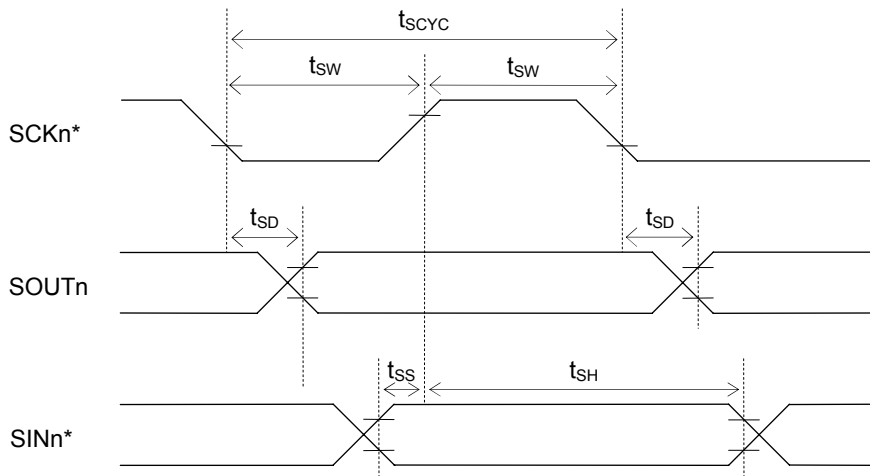 tSCYC
tSW tSW
SCKn*
tSD tSD
SOUTn
tSS tSH
SINn*